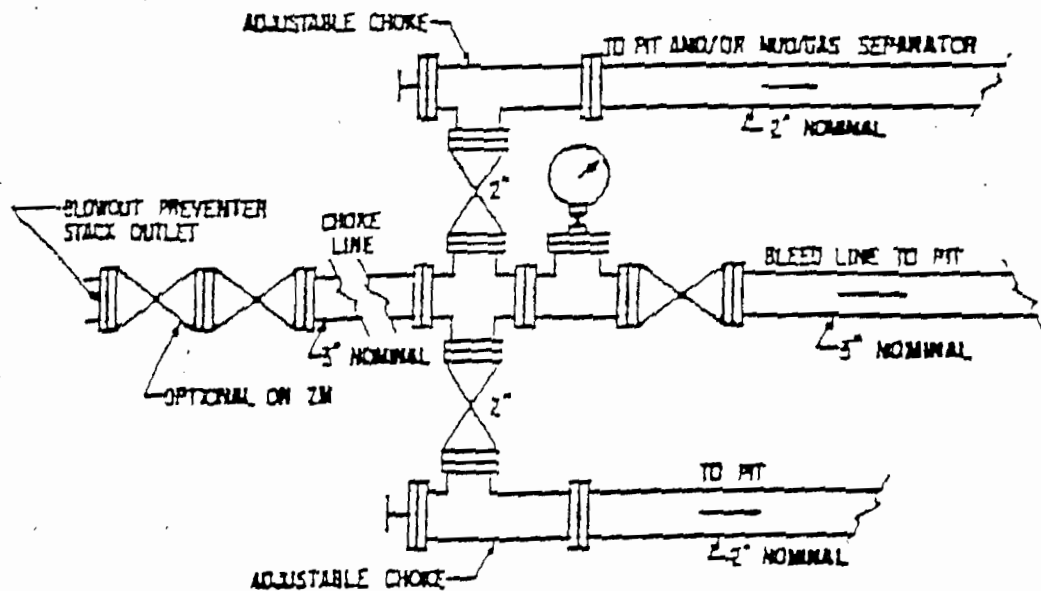 ADJUSTABLE CHOKE
TO PIT AND/OR MUD/GAS SEPARATOR
2" NOMINAL
2"
BLOWOUT PREVENTER
STACK OUTLET
CHOKE
LINE
BLEED LINE TO PIT
3" NOMINAL
3" NOMINAL
OPTIONAL ON 2M
2"
TO PIT
2" NOMINAL
ADJUSTABLE CHOKE